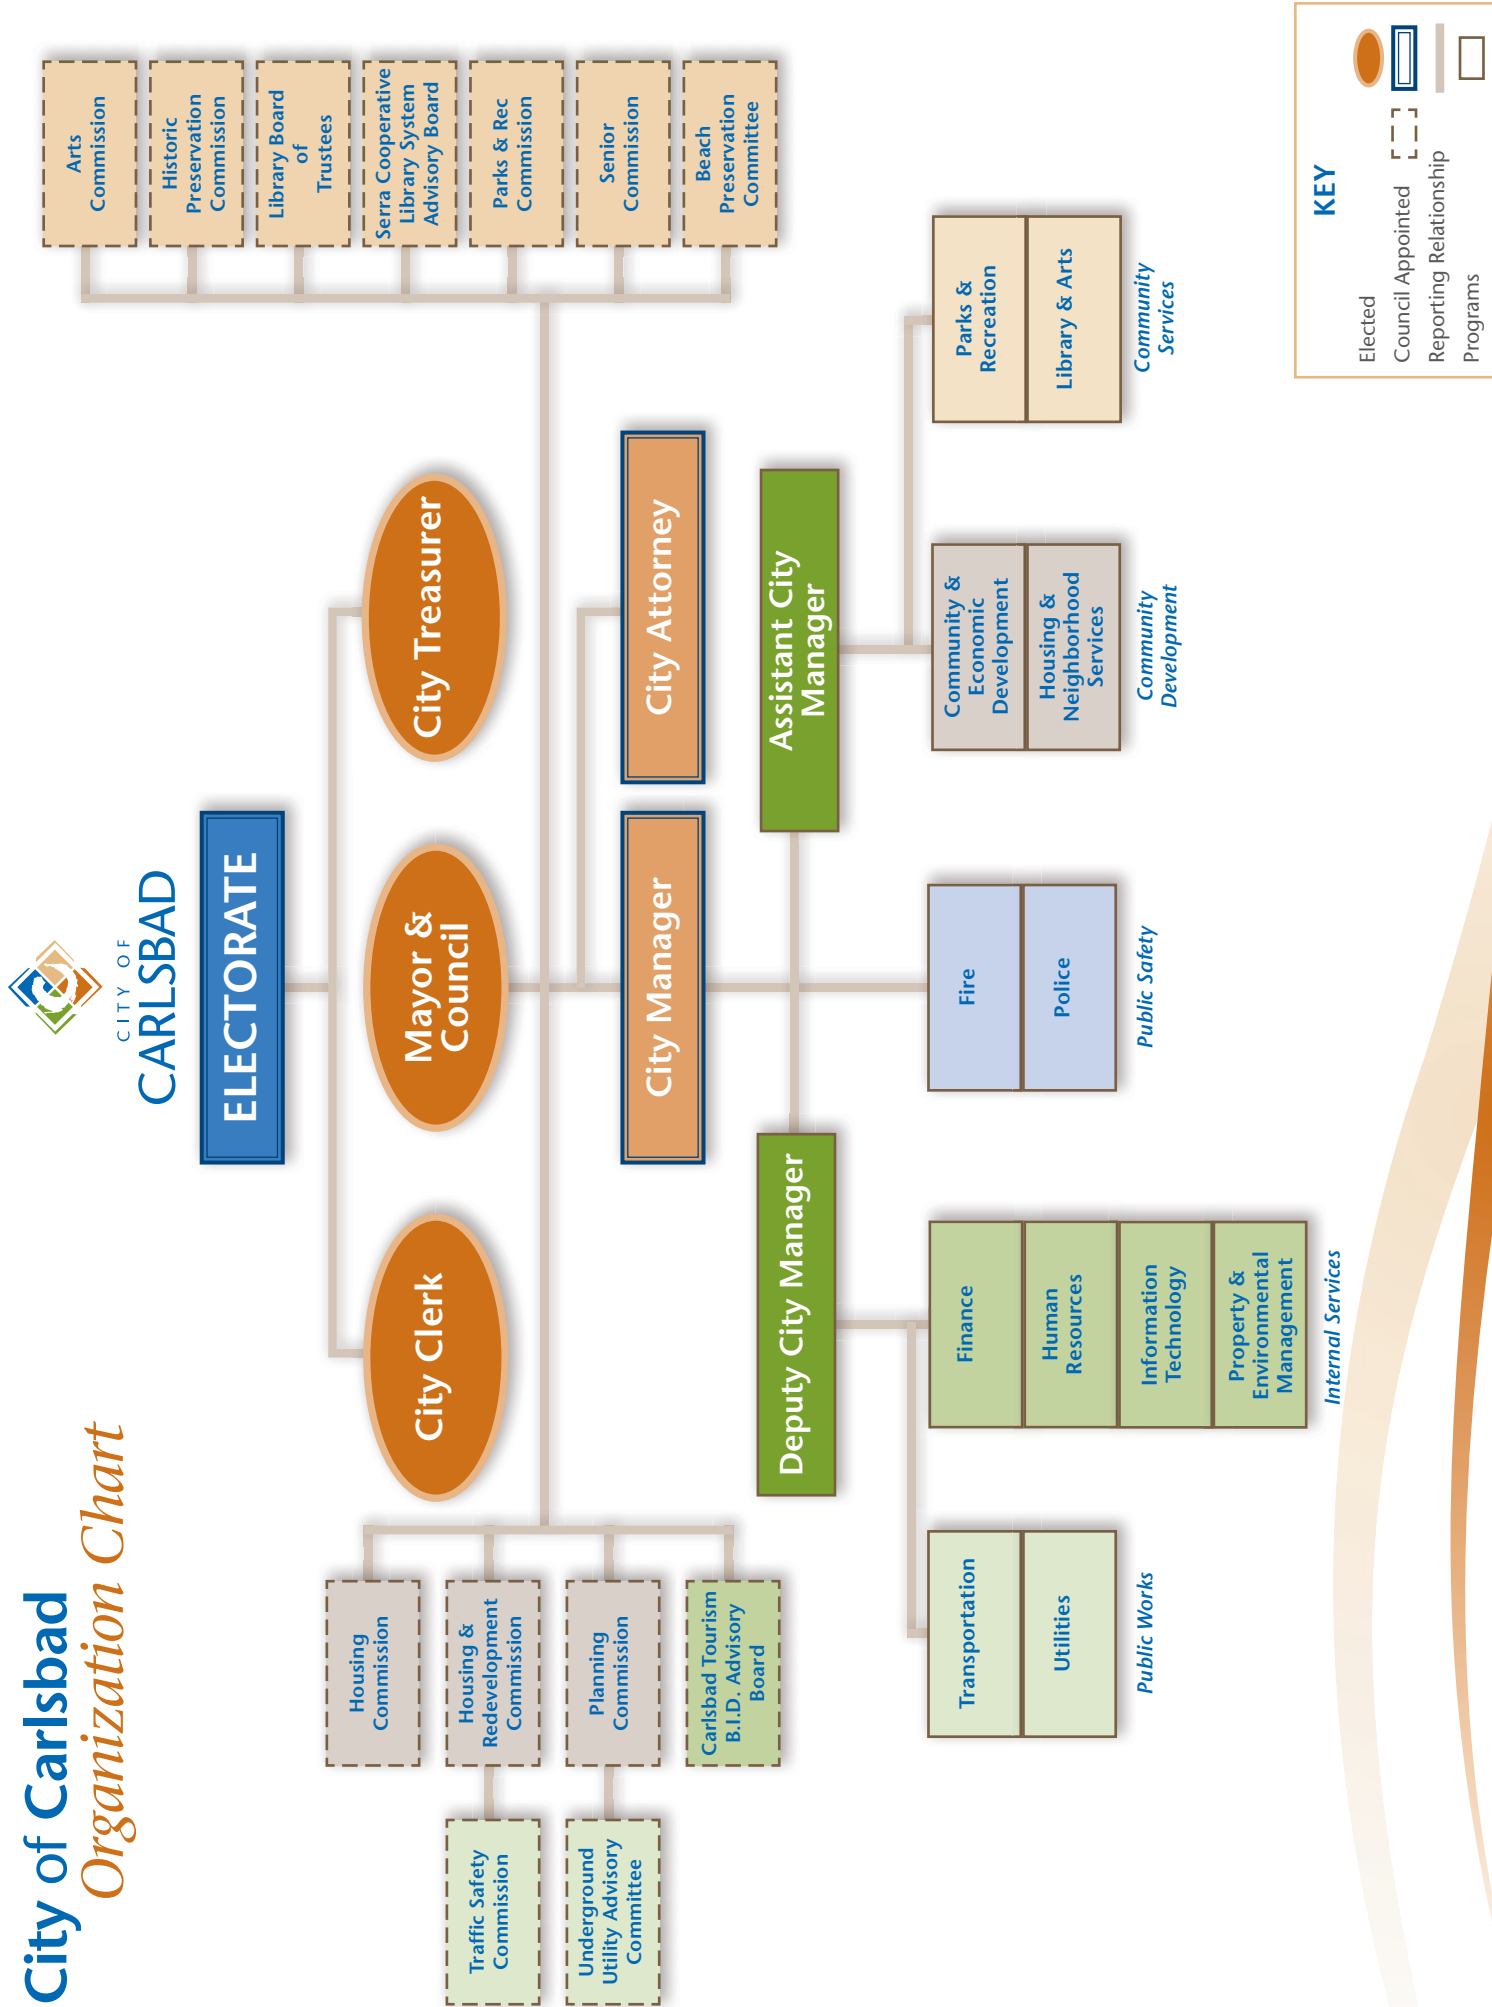 City of Carlsbad
Organization Chart
CITY OF
CARLSBAD
ELECTORATE
City Clerk
Mayor &
Council
City Treasurer
City Manager
City Attorney
Deputy City Manager
Assistant City
Manager
Housing
Commission
Housing &
Redevelopment
Commission
Planning
Commission
Carlsbad Tourism
B.I.D. Advisory
Board
Traffic Safety
Commission
Underground
Utility Advisory
Committee
Arts
Commission
Historic
Preservation
Commission
Library Board
of
Trustees
Serra Cooperative
Library System
Advisory Board
Parks & Rec
Commission
Senior
Commission
Beach
Preservation
Committee
Transportation
Utilities
Public Works
Finance
Human
Resources
Information
Technology
Property &
Environmental
Management
Internal Services
Fire
Police
Public Safety
Community &
Economic
Development
Housing &
Neighborhood
Services
Community
Development
Parks &
Recreation
Library & Arts
Community
Services
KEY
Elected
Council Appointed
Reporting Relationship
Programs